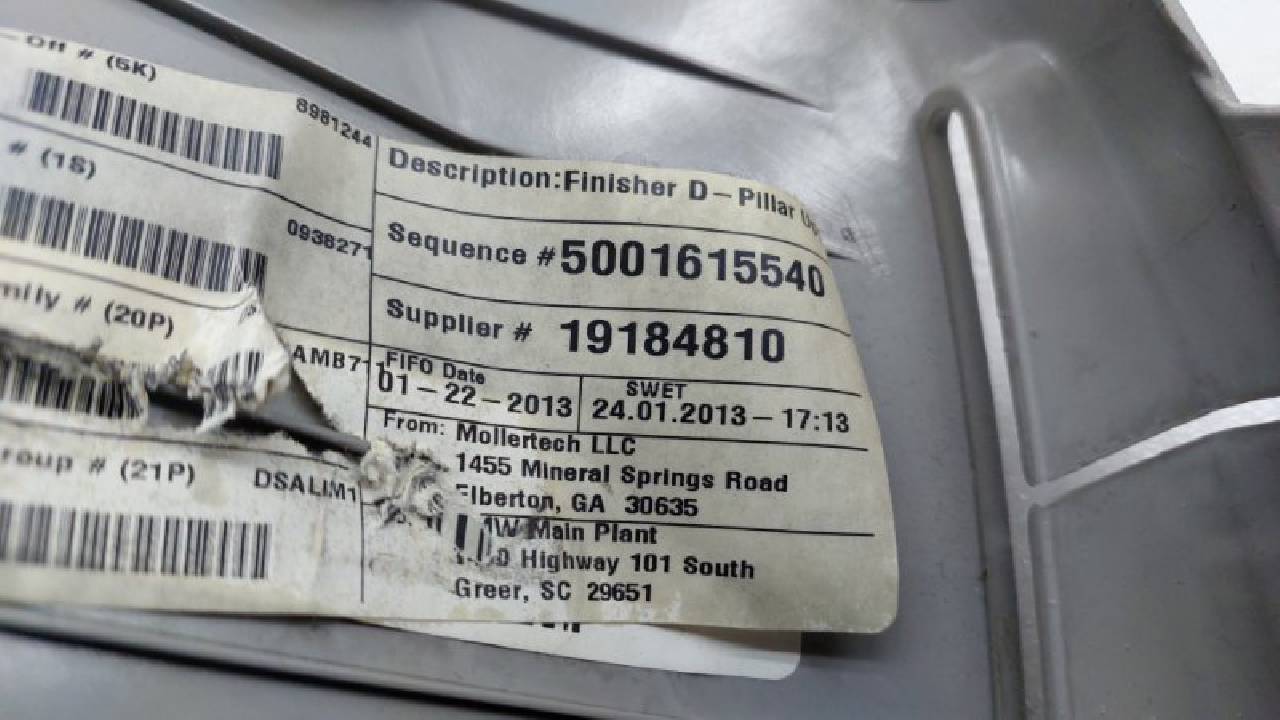 # (6K)
8981244
# (1S)
0938271
# (20P)
AMB71
# (21P)
DSALIM1
Description:Finisher D-Pillar
Sequence #5001615540
Supplier # 19184810
FIFO Date
01-22-2013
SWET
24.01.2013-17:13
From: Mollertech LLC
1455 Mineral Springs Road
Elberton, GA 30635
Main Plant
Highway 101 South
Greer, SC 29651